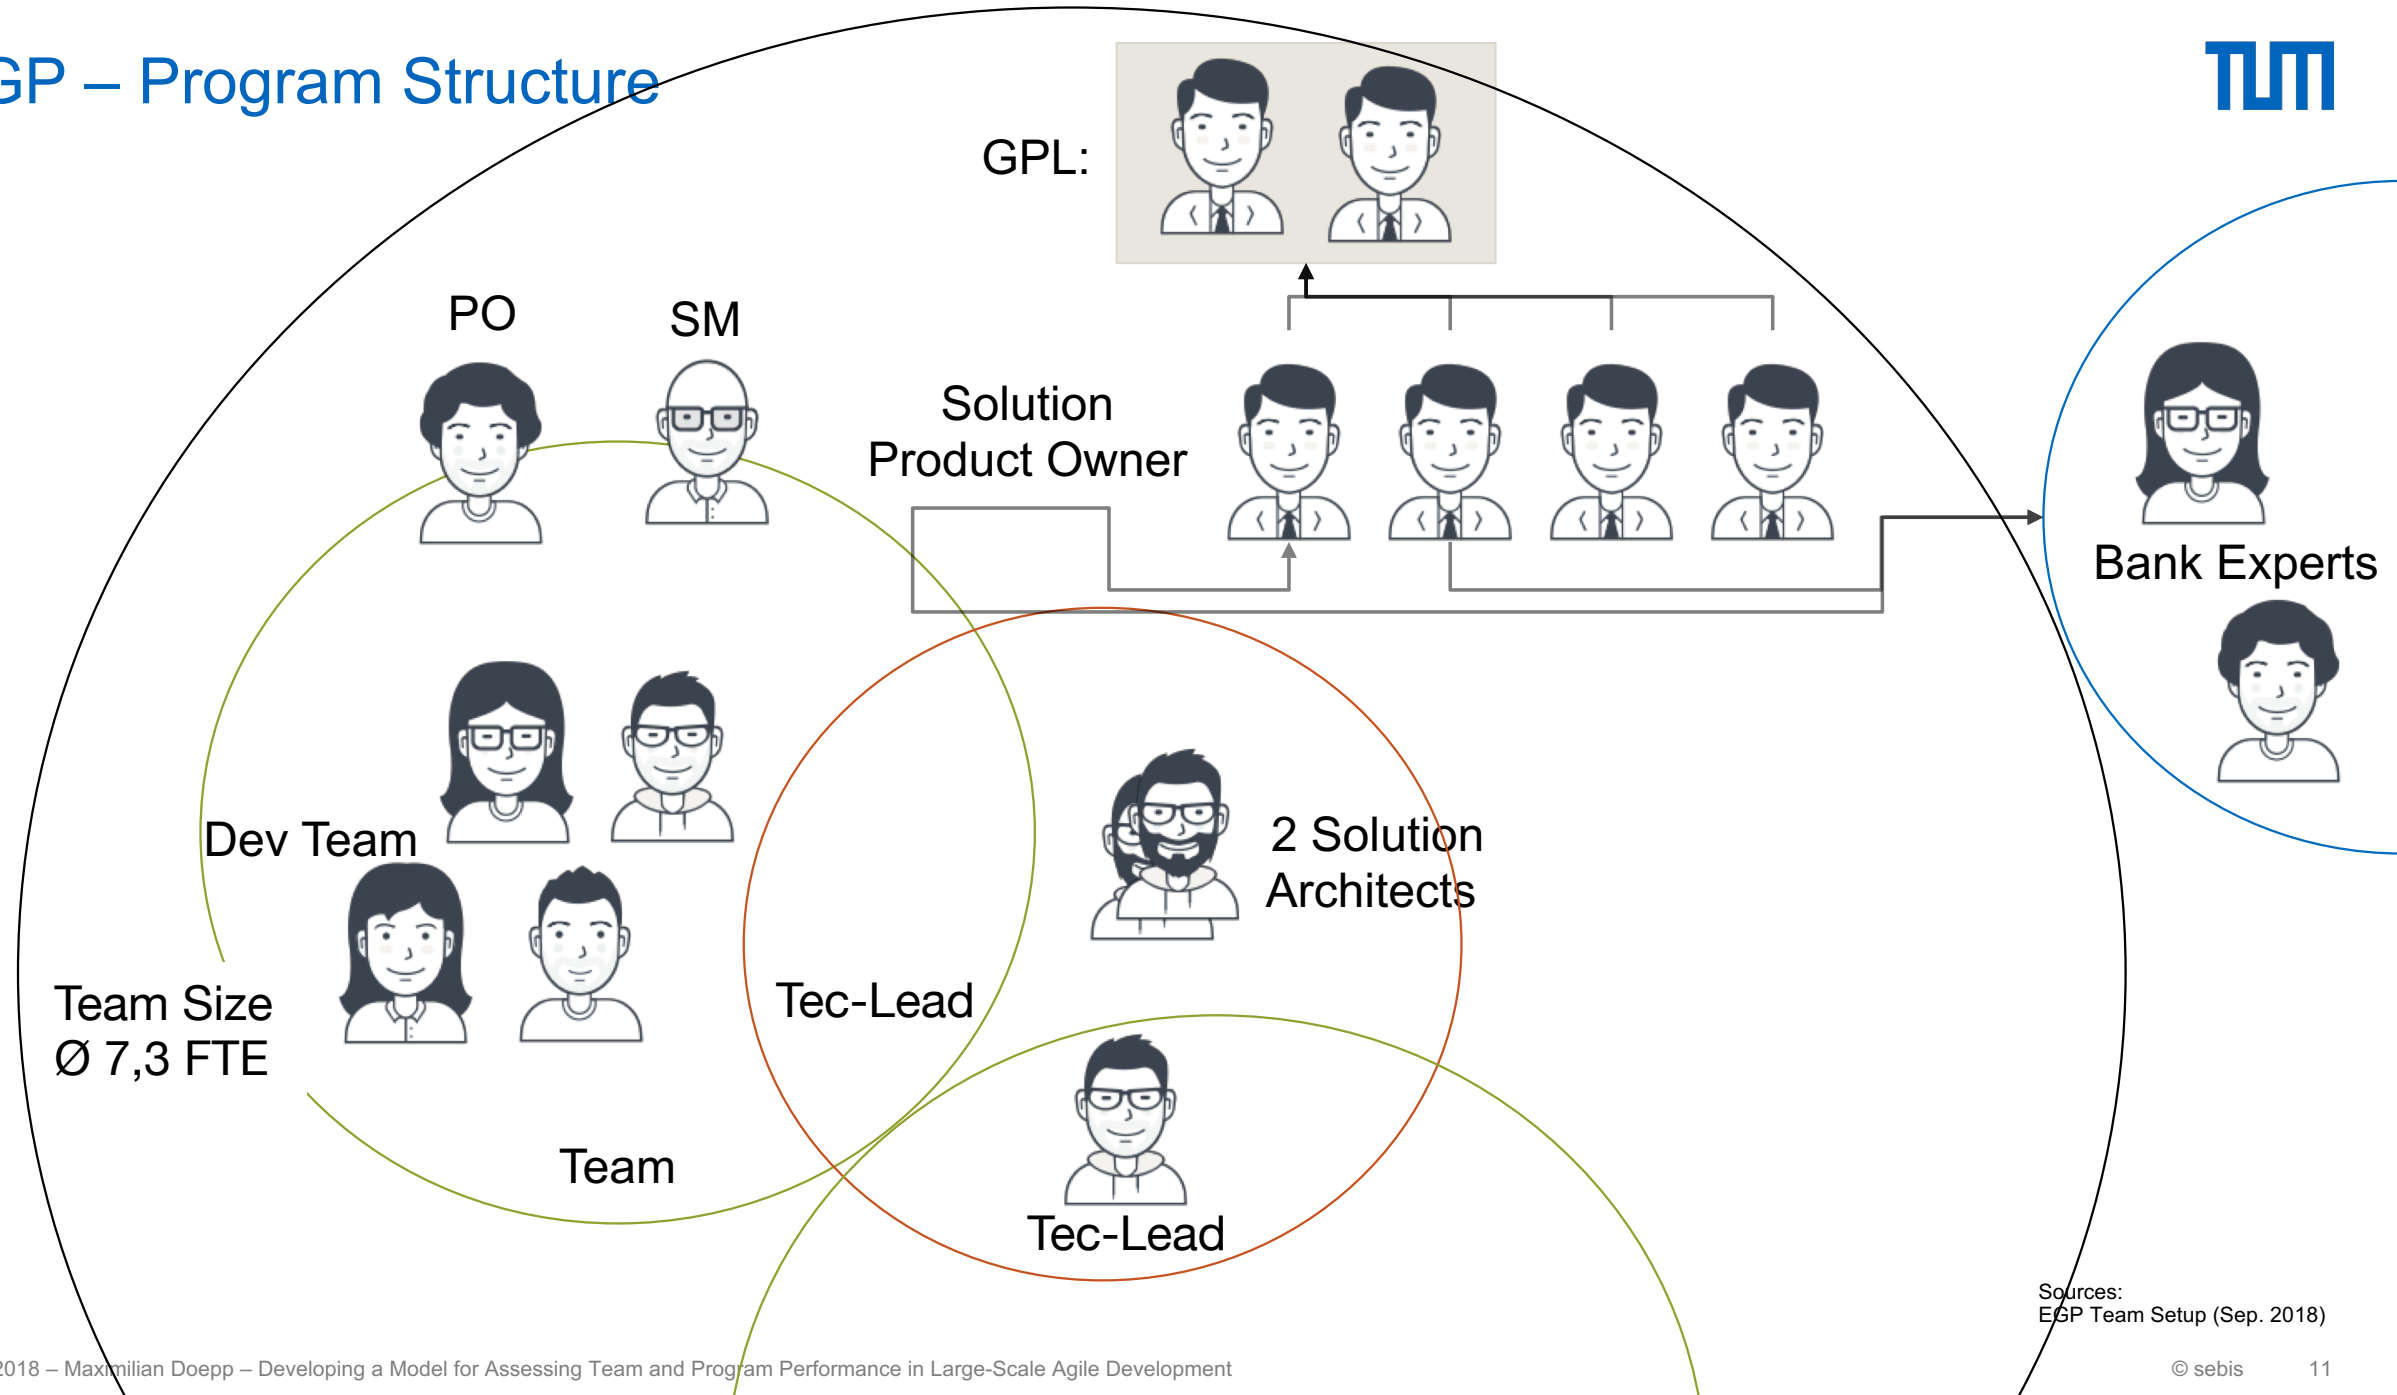 GP – Program Structure
TUM
GPL:
PO
SM
Solution
Product Owner
Bank Experts
Dev Team
2 Solution
Architects
Team Size
Ø 7,3 FTE
Tec-Lead
Team
Tec-Lead
Sources:
EGP Team Setup (Sep. 2018)
2018 – Maximilian Doepp – Developing a Model for Assessing Team and Program Performance in Large-Scale Agile Development
© sebis
11